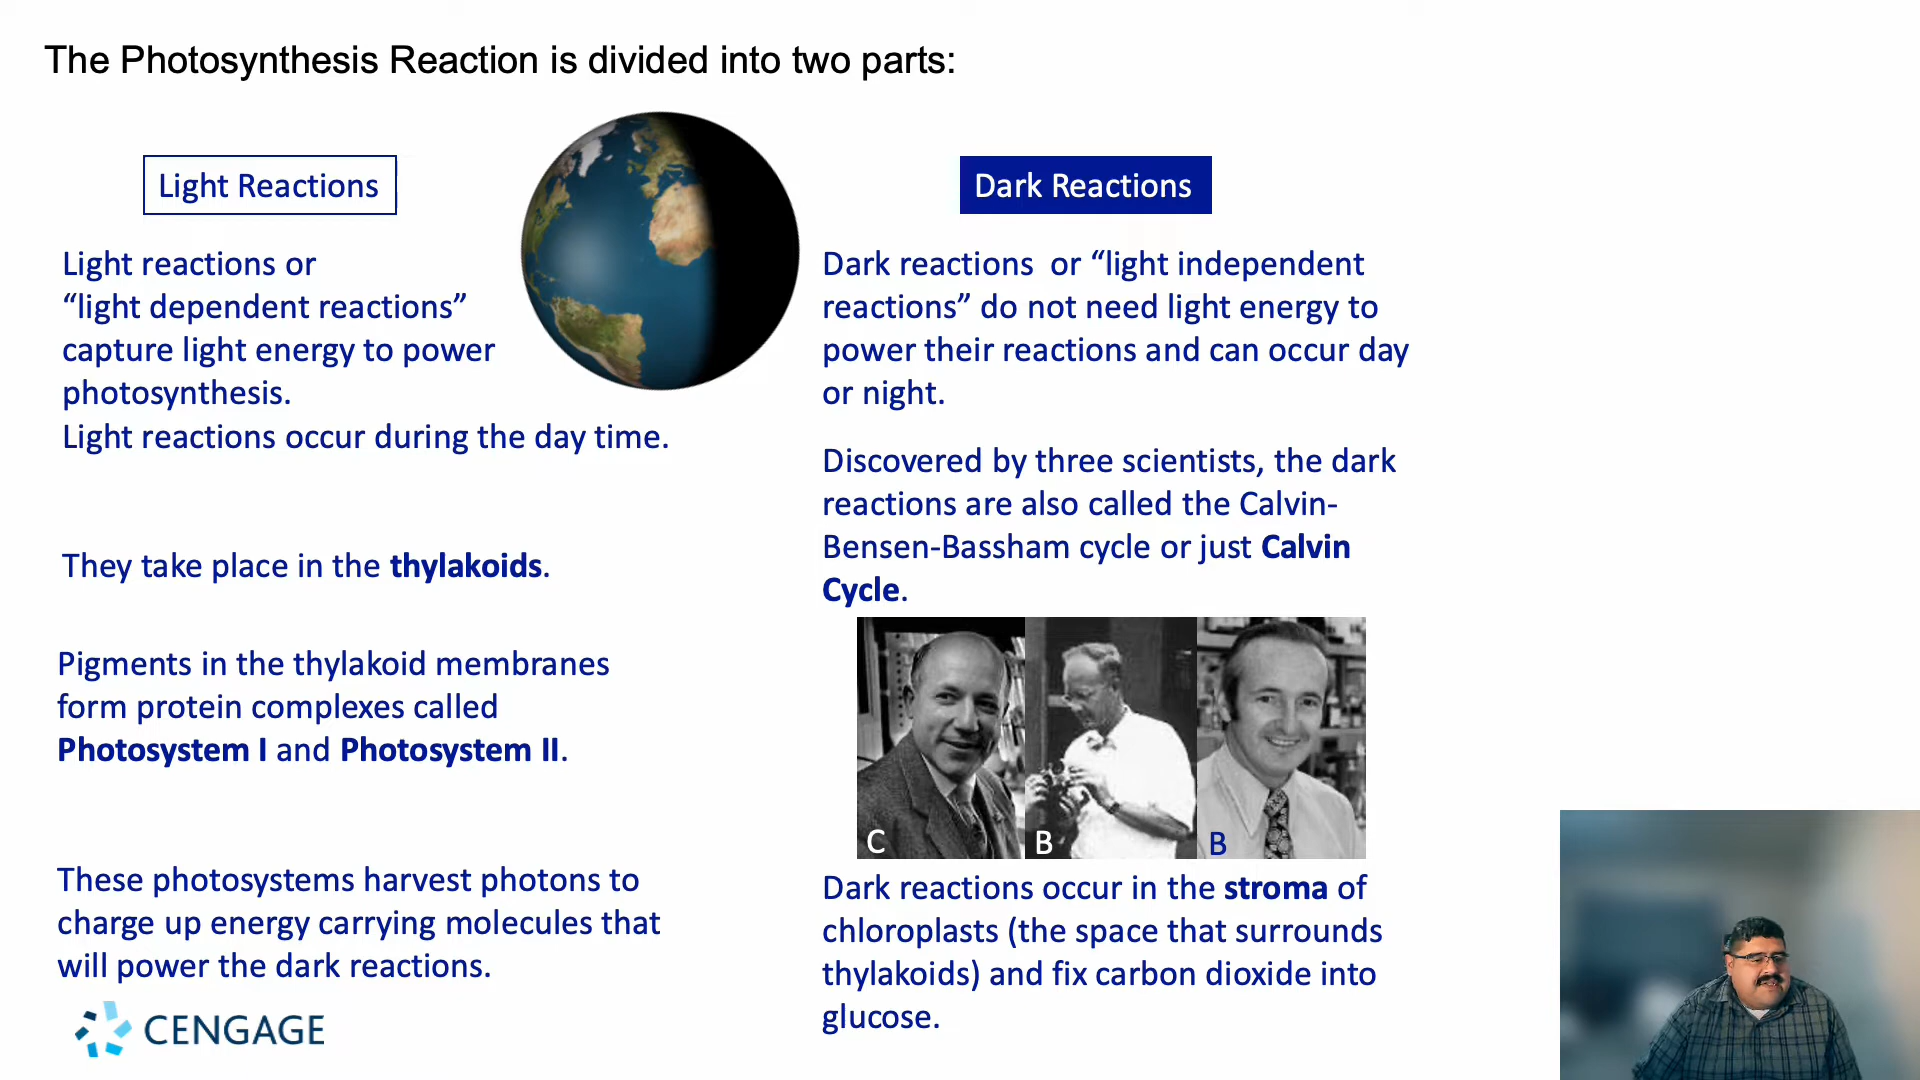 The Photosynthesis Reaction is divided into two parts:
Light Reactions
Light reactions or
“light dependent reactions”
capture light energy to power
photosynthesis.
Light reactions occur during the day time.
They take place in the thylakoids.
Pigments in the thylakoid membranes
form protein complexes called
Photosystem I and Photosystem II.
These photosystems harvest photons to
charge up energy carrying molecules that
will power the dark reactions.
CENGAGE
Dark Reactions
Dark reactions or “light independent
reactions” do not need light energy to
power their reactions and can occur day
or night.
Discovered by three scientists, the dark
reactions are also called the Calvin-
Bensen-Bassham cycle or just Calvin
Cycle.
C B B
Dark reactions occur in the stroma of
chloroplasts (the space that surrounds
thylakoids) and fix carbon dioxide into
glucose.